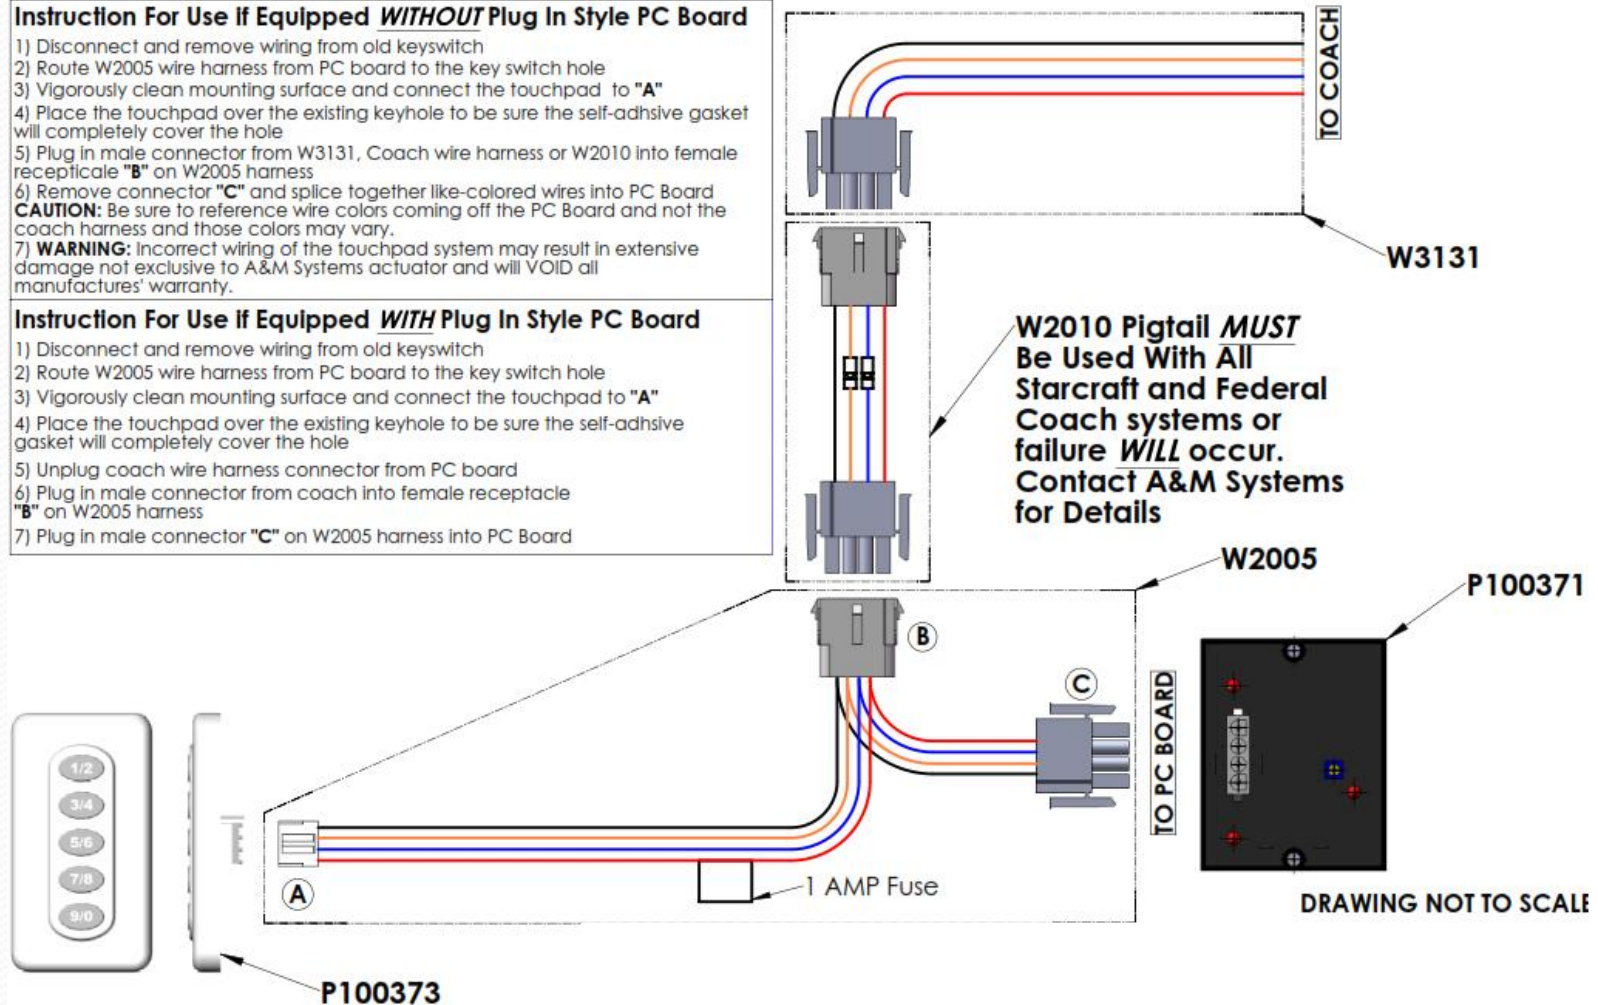 Instruction For Use if Equipped WITHOUT Plug In Style PC Board
1) Disconnect and remove wiring from old keyswitch
2) Route W2005 wire harness from PC board to the key switch hole
3) Vigorously clean mounting surface and connect the touchpad to "A"
4) Place the touchpad over the existing keyhole to be sure the self-adhsive gasket
will completely cover the hole
5) Plug in male connector from W3131, Coach wire harness or W2010 into female
recepticale "B" on W2005 harness
6) Remove connector "C" and splice together like-colored wires into PC Board
CAUTION: Be sure to reference wire colors coming off the PC Board and not the
coach harness and those colors may vary.
7) WARNING: Incorrect wiring of the touchpad system may result in extensive
damage not exclusive to A&M Systems actuator and will VOID all
manufactures' warranty.
Instruction For Use if Equipped WITH Plug In Style PC Board
1) Disconnect and remove wiring from old keyswitch
2) Route W2005 wire harness from PC board to the key switch hole
3) Vigorously clean mounting surface and connect the touchpad to "A"
4) Place the touchpad over the existing keyhole to be sure the self-adhsive
gasket will completely cover the hole
5) Unplug coach wire harness connector from PC board
6) Plug in male connector from coach into female receptacle
"B" on W2005 harness
7) Plug in male connector "C" on W2005 harness into PC Board
TO COACH
W3131
W2010 Pigtail MUST
Be Used With All
Starcraft and Federal
Coach systems or
failure WILL occur.
Contact A&M Systems
for Details
W2005
P100371
B
C
TO PC BOARD
1/2
3/4
5/6
7/8
9/0
A
1 AMP Fuse
DRAWING NOT TO SCALE
P100373